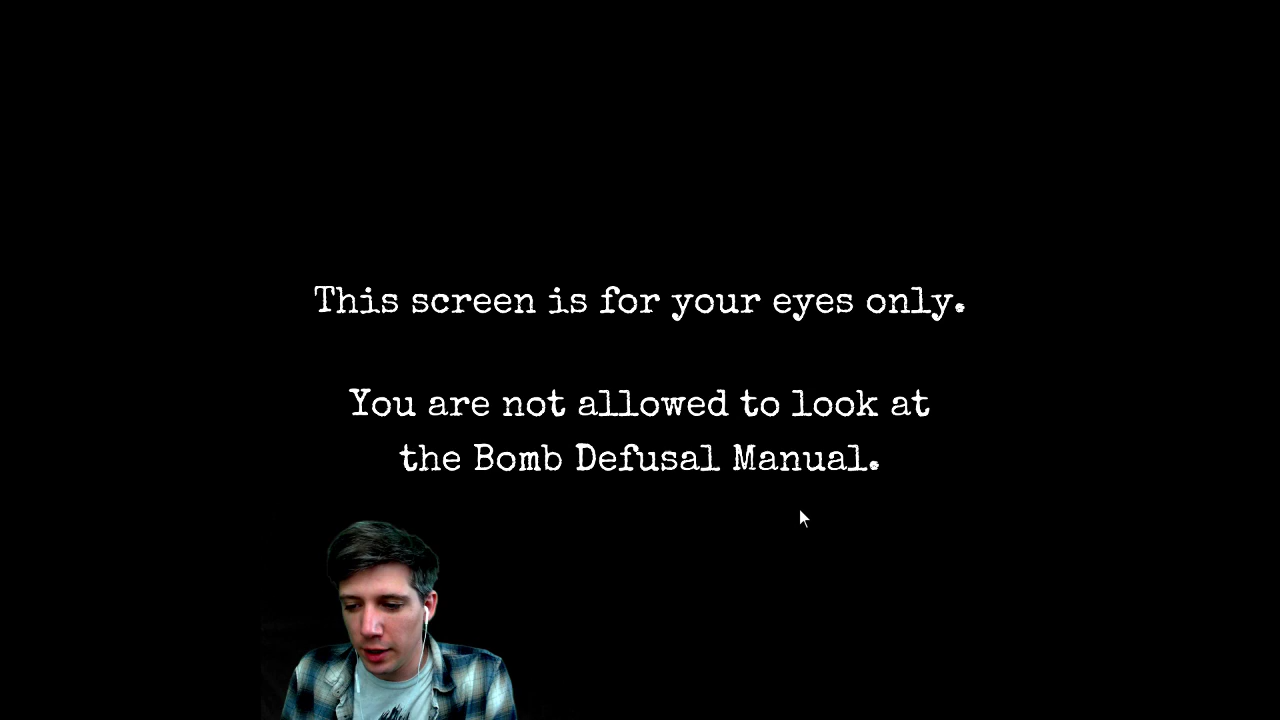 This screen is for your eyes only.
You are not allowed to look at
the Bomb Defusal Manual.